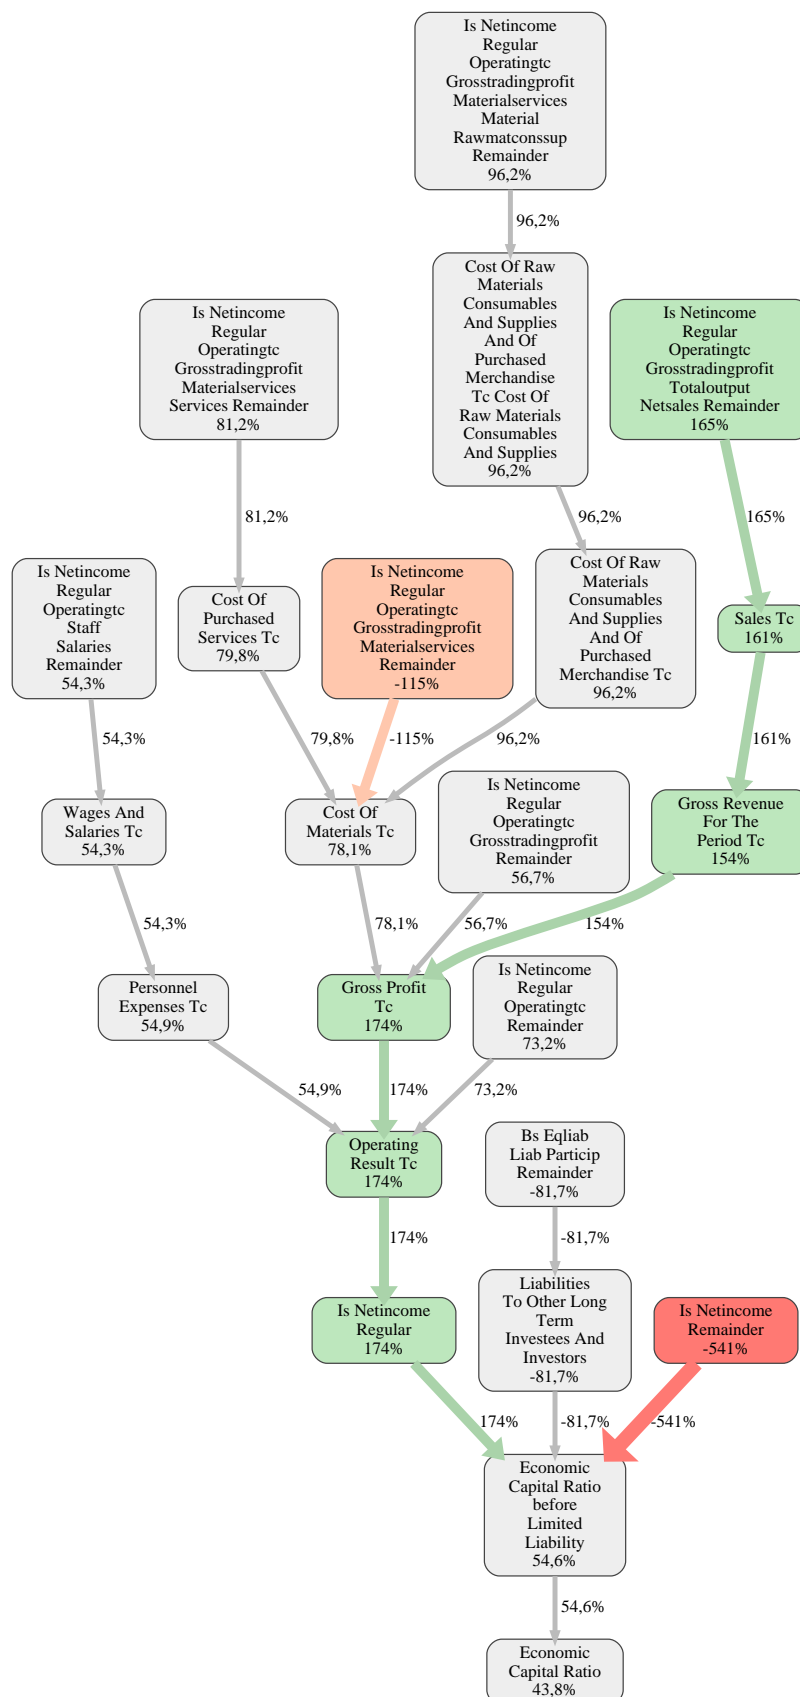 Is Netincome
Regular
Operatingtc
Grosstradingprofit
Materialservices
Material
Rawmatconssup
Remainder
96,2%
96,2%
Cost Of Raw
Materials
Consumables
And Supplies
And Of
Purchased
Merchandise
Tc Cost Of
Raw Materials
Consumables
And Supplies
96,2%
Is Netincome
Regular
Operatingtc
Grosstradingprofit
Materialservices
Services Remainder
81,2%
Is Netincome
Regular
Operatingtc
Grosstradingprofit
Totaloutput
Netsales Remainder
165%
81,2%
96,2%
165%
Is Netincome
Regular
Operatingtc
Staff
Salaries
Remainder
54,3%
Cost Of
Purchased
Services Tc
79,8%
Is Netincome
Regular
Operatingtc
Grosstradingprofit
Materialservices
Remainder
-115%
Cost Of Raw
Materials
Consumables
And Supplies
And Of
Purchased
Merchandise Tc
96,2%
Sales Tc
161%
54,3%
79,8%
-115%
96,2%
161%
Wages And
Salaries Tc
54,3%
Cost Of
Materials Tc
78,1%
Is Netincome
Regular
Operatingtc
Grosstradingprofit
Remainder
56,7%
Gross Revenue
For The
Period Tc
154%
54,3%
78,1%
56,7%
154%
Personnel
Expenses Tc
54,9%
Gross Profit
Tc
174%
Is Netincome
Regular
Operatingtc
Remainder
73,2%
54,9%
174%
73,2%
Operating
Result Tc
174%
Bs Eqliab
Liab Particip
Remainder
-81,7%
174%
-81,7%
Is Netincome
Regular
174%
Liabilities
To Other Long
Term
Investees And
Investors
-81,7%
Is Netincome
Remainder
-541%
174%
-81,7%
-541%
Economic
Capital Ratio
before
Limited
Liability
54,6%
54,6%
Economic
Capital Ratio
43,8%